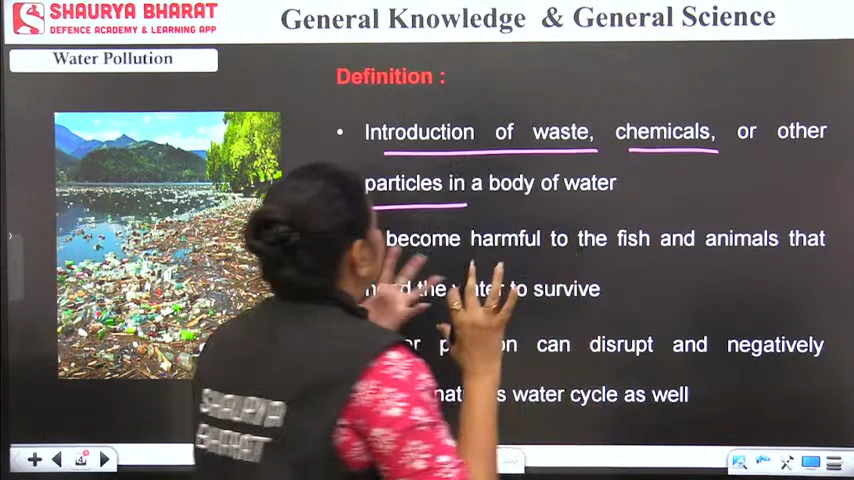 SHAURYA BHARAT
DEFENCE ACADEMY & LEARNING APP
General Knowledge & General Science
Water Pollution
Definition :
• Introduction of waste, chemicals, or other
particles in a body of water
become harmful to the fish and animals that
the to survive
can disrupt and negatively
water cycle as well
SHAURYA
BHARAT
4